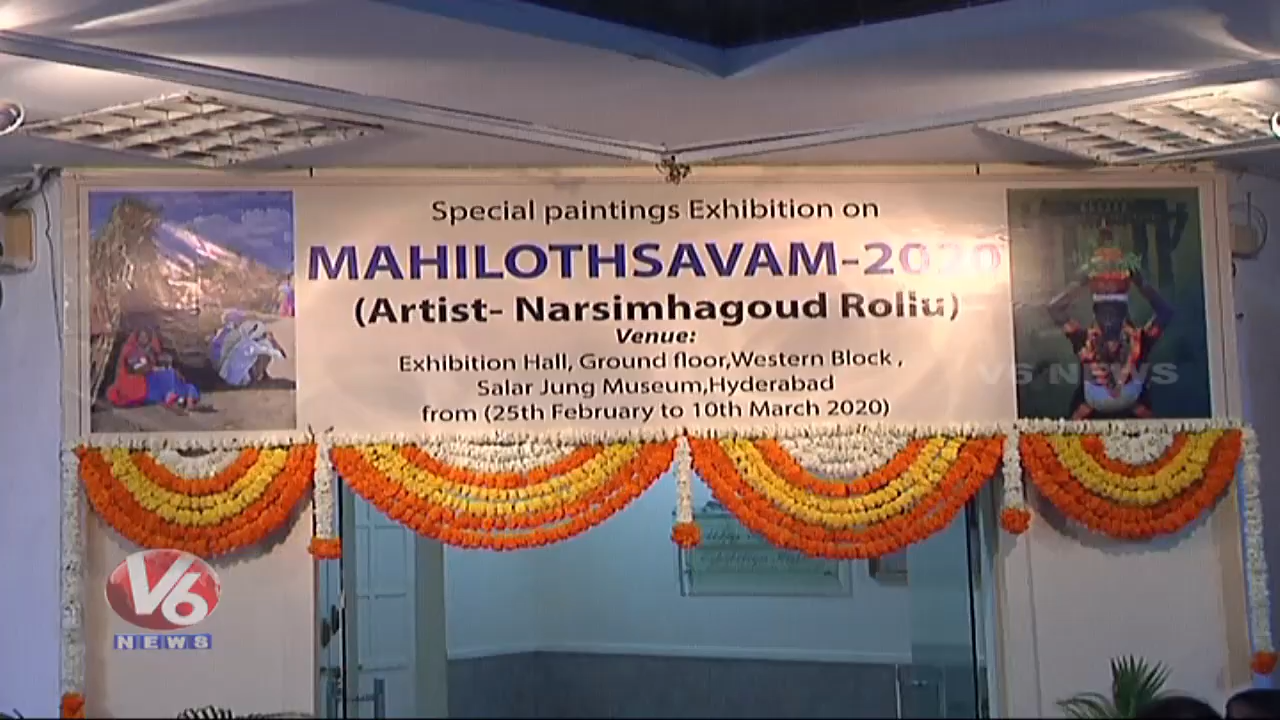 Special paintings Exhibition on
MAHILOTHSAVAM-2020
(Artist- Narsimhagoud Rollu)
Venue:
Exhibition Hall, Ground floor,Western Block ,
Salar Jung Museum,Hyderabad
from (25th February to 10th March 2020)
V6 NEWS
V6
NEWS